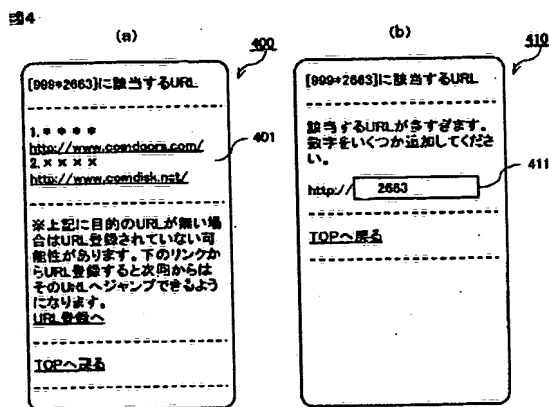 図4
(a)
400
[999*2663]に該当するURL
1.＊＊＊＊
http://www.comdoors.com/
2.××××
http://www.comdisk.net/
401
※上記に目的のURLが無い場
合はURL登録されていない可
能性があります。下のリンクか
らURL登録すると次回からは
そのURLへジャンプできるよう
になります。
URL登録へ
TOPへ戻る
(b)
410
[999*2663]に該当するURL
該当するURLが多すぎます。
数字をいくつか追加してくださ
い。
http:// 2663
411
TOPへ戻る